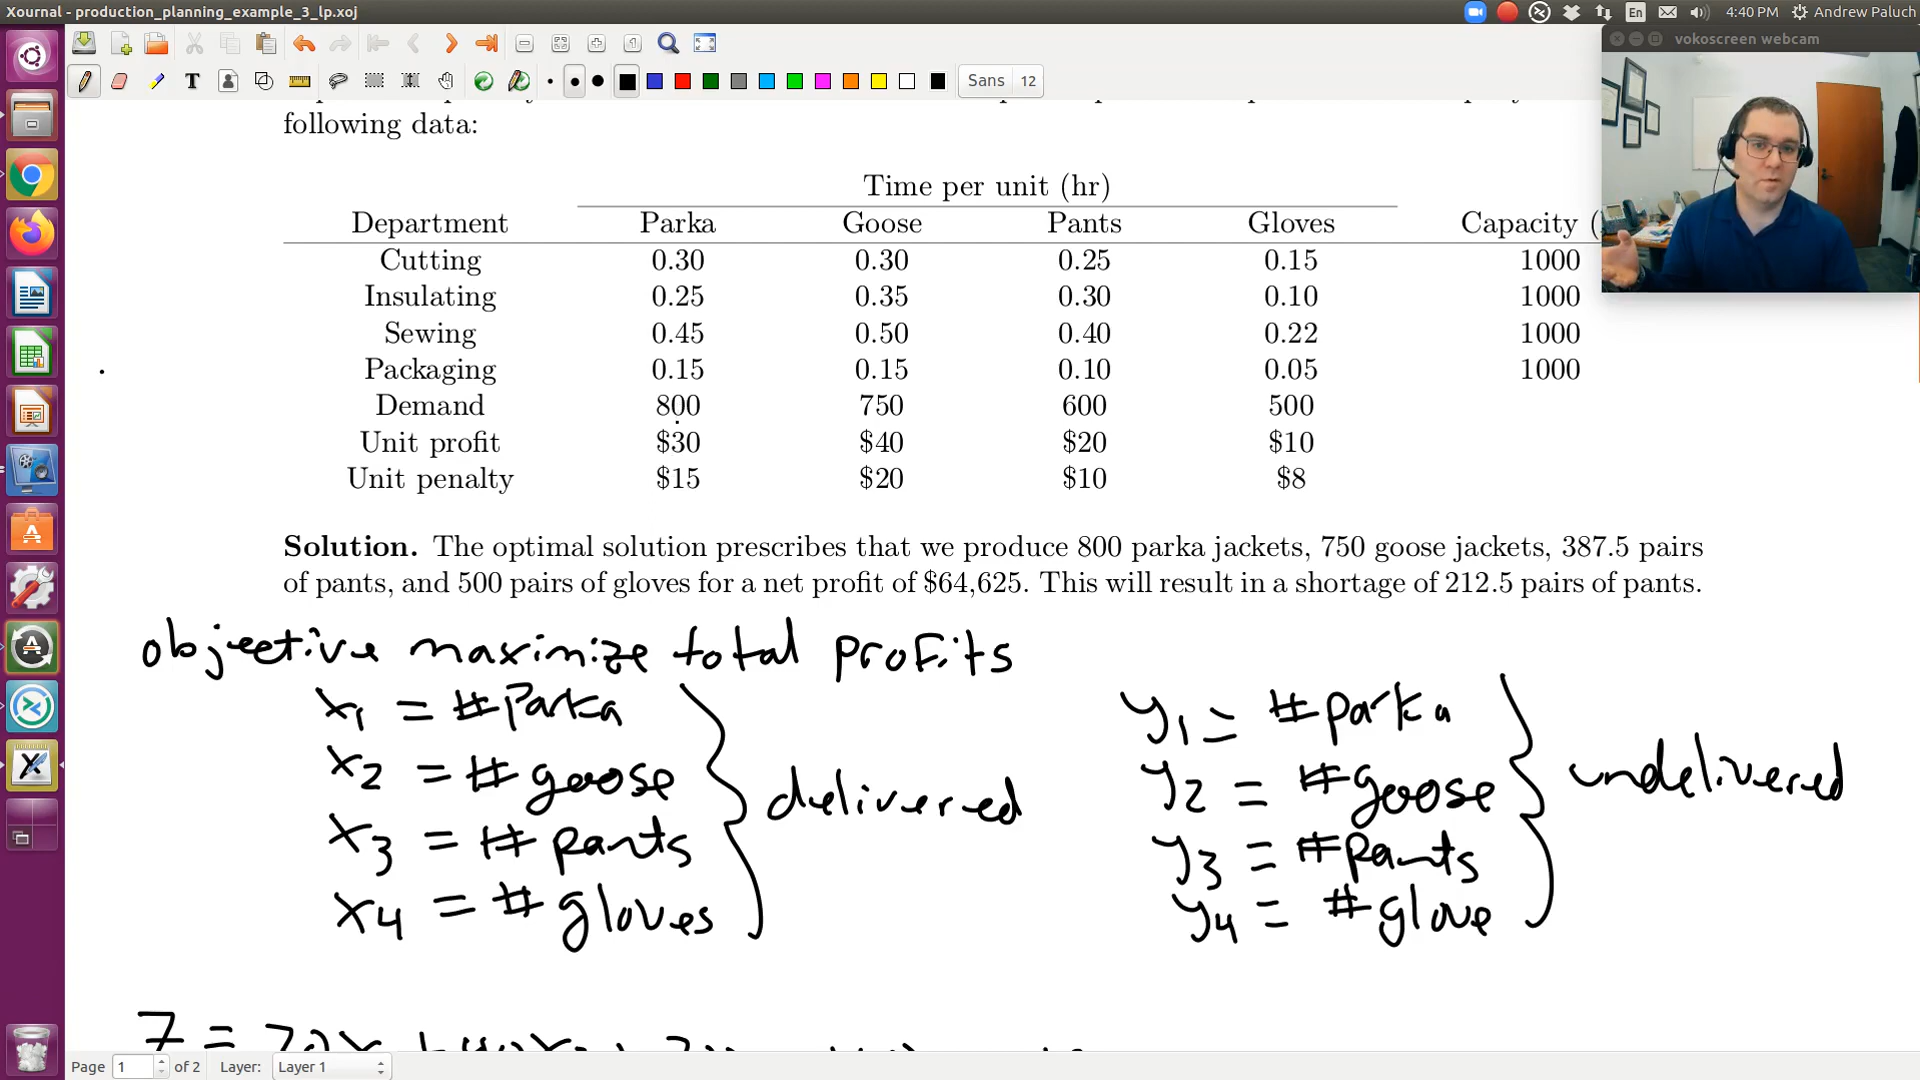 Xournal - production_planning_example_3_lp.xoj
En
4:40 PM
Andrew Paluch
vokoscreen webcam
Sans 12
following data:
Time per unit (hr)
Department Parka Goose Pants Gloves Capacity (
Cutting 0.30 0.30 0.25 0.15 1000
Insulating 0.25 0.35 0.30 0.10 1000
Sewing 0.45 0.50 0.40 0.22 1000
Packaging 0.15 0.15 0.10 0.05 1000
Demand 800 750 600 500
Unit profit $30 $40 $20 $10
Unit penalty $15 $20 $10 $8
Solution. The optimal solution prescribes that we produce 800 parka jackets, 750 goose jackets, 387.5 pairs
of pants, and 500 pairs of gloves for a net profit of $64,625. This will result in a shortage of 212.5 pairs of pants.
objective maximize total profits
x1 = #Parka
x2 = #goose
x3 = # pants
x4 = # gloves
delivered
y1 = #parka
y2 = #goose
y3 = #pants
y4 = #glove
undelivered
Page 1 of 2 Layer: Layer 1